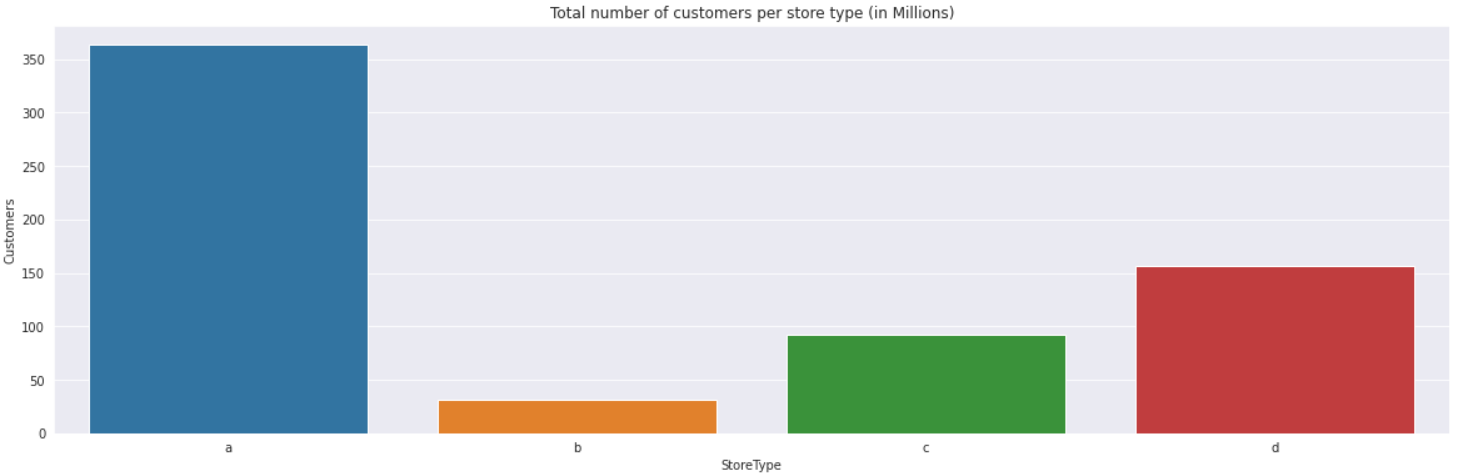 Total number of customers per store type (in Millions)
Customers
350
300
250
200
150
100
50
0
a b c d
StoreType